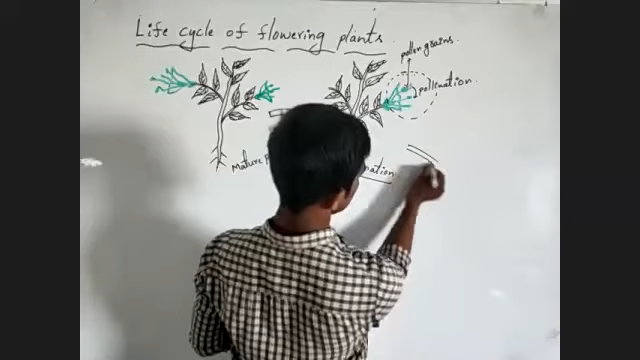 Life cycle of flowering plants.
pollen grains.
pollination.
Mature